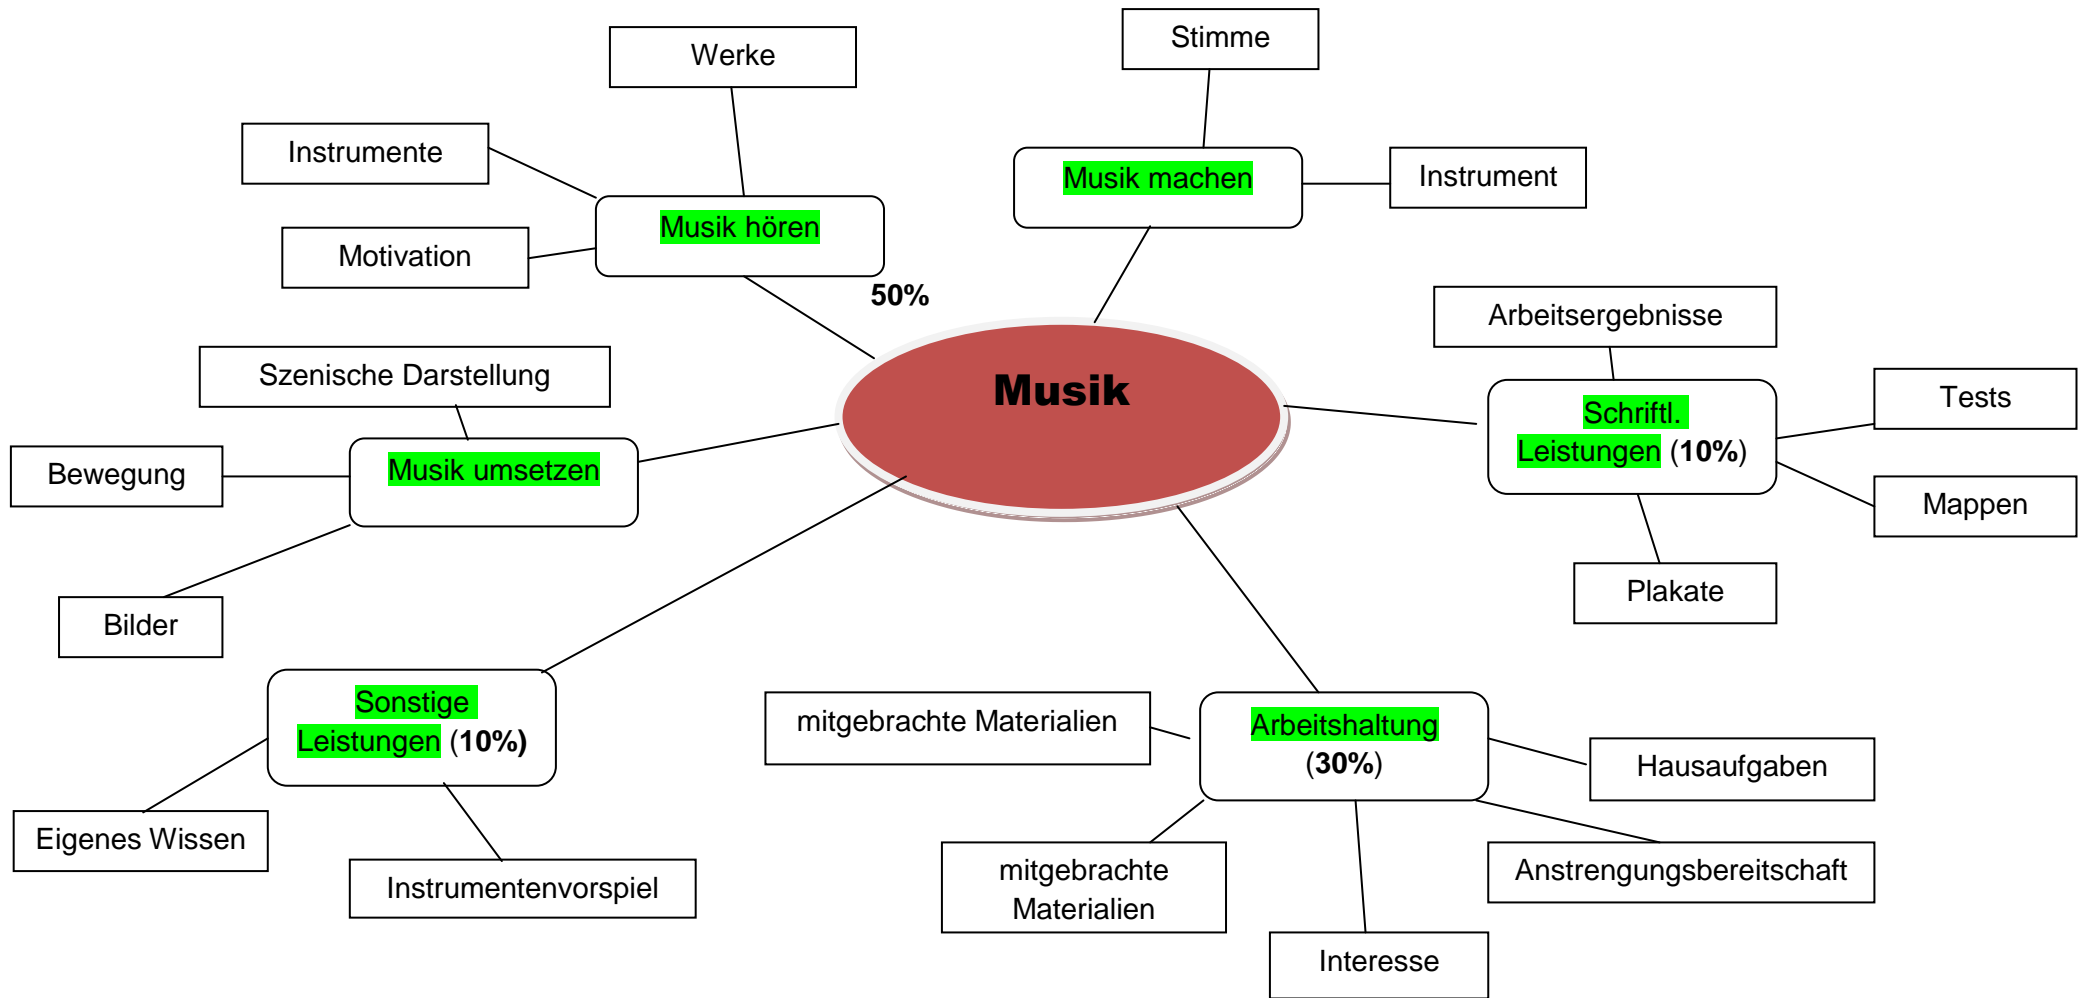 Stimme
Werke
Instrumente
Musik machen
Instrument
Musik hören
Motivation
50%
Arbeitsergebnisse
Szenische Darstellung
Musik
Tests
Schriftl.
Leistungen (10%)
Bewegung
Musik umsetzen
Mappen
Plakate
Bilder
Sonstige
Leistungen (10%)
mitgebrachte Materialien
Arbeitshaltung
(30%)
Hausaufgaben
Eigenes Wissen
Instrumentenvorspiel
mitgebrachte
Materialien
Anstrengungsbereitschaft
Interesse